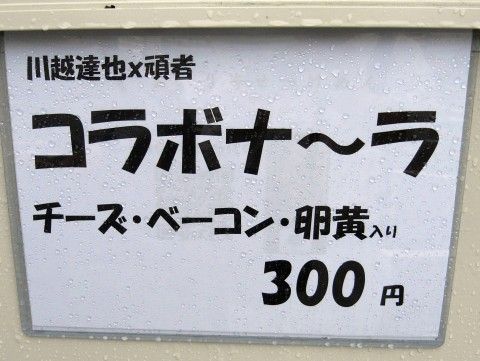 川越達也x頑者
コラボナ〜ラ
チーズ・ベーコン・卵黄入り
300円